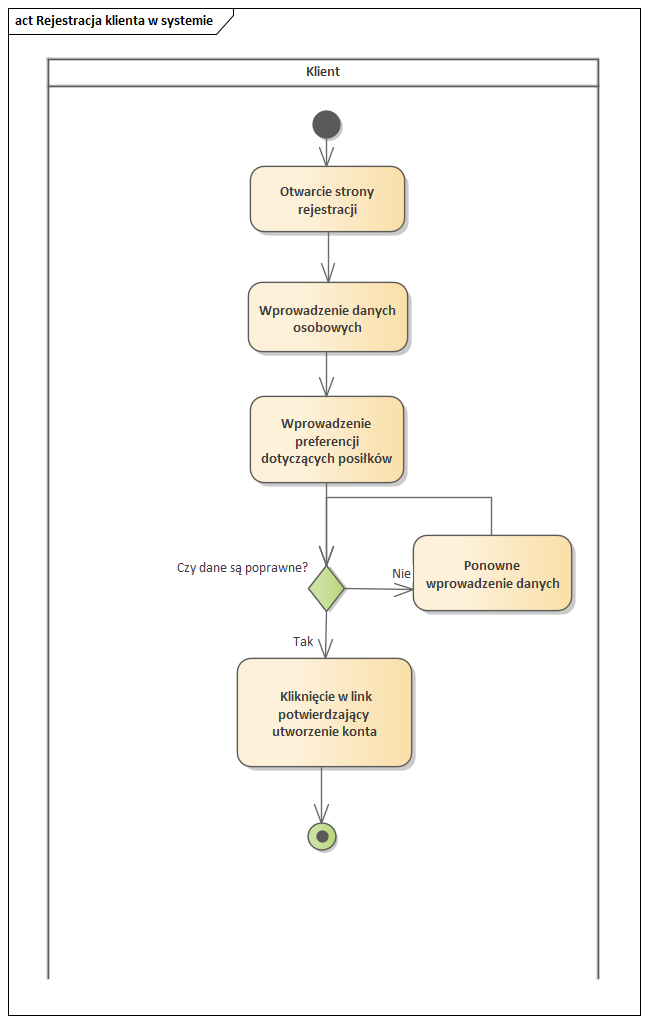 act Rejestracja klienta w systemie
Klient
Otwarcie strony
rejestracji
Wprowadzenie danych
osobowych
Wprowadzenie
preferencji
dotyczących posiłków
Czy dane są poprawne?
Nie
Ponowne
wprowadzenie danych
Tak
Kliknięcie w link
potwierdzający
utworzenie konta